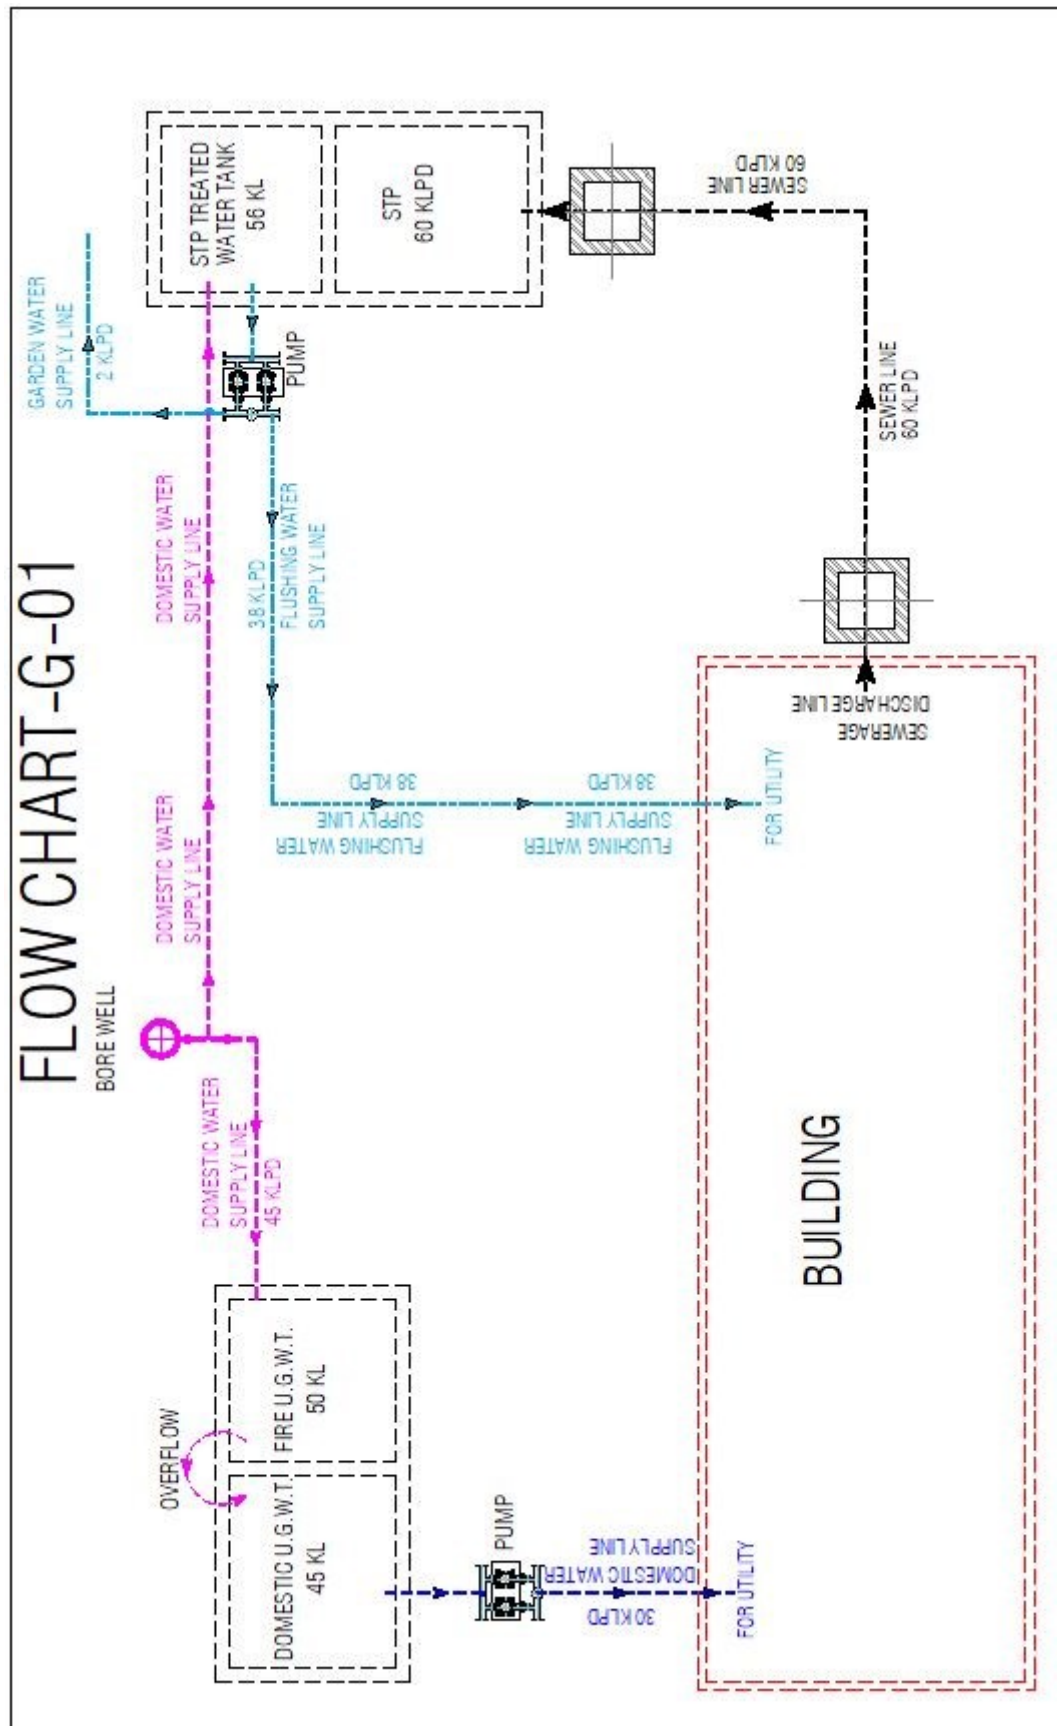 FLOW CHART-G-01
BORE WELL
GARDEN WATER
SUPPLY LINE
2 KLPD
STP TREATED
WATER TANK
56 KL
STP
60 KLPD
PUMP
DOMESTIC WATER
SUPPLY LINE
DOMESTIC WATER
SUPPLY LINE
DOMESTIC WATER
SUPPLY LINE
45 KLPD
38 KLPD
FLUSHING WATER
SUPPLY LINE
FLUSHING WATER
SUPPLY LINE
38 KLPD
FLUSHING WATER
SUPPLY LINE
38 KLPD
FOR UTILITY
SEWER LINE
60 KLPD
SEWER LINE
60 KLPD
SEWERAGE
DISCHARGE LINE
OVERFLOW
DOMESTIC U.G.W.T.
45 KL
FIRE U.G.W.T.
50 KL
PUMP
DOMESTIC WATER
SUPPLY LINE
30 KLPD
FOR UTILITY
BUILDING